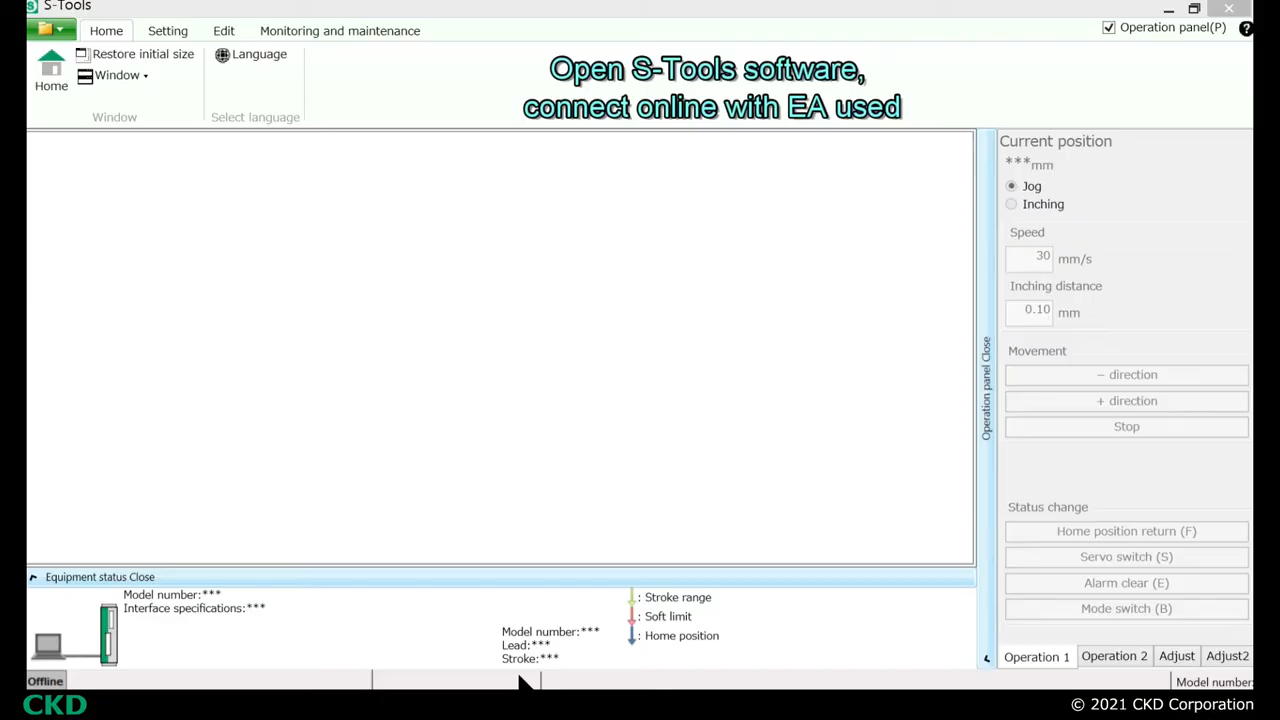 S-Tools
Home
Setting
Edit
Monitoring and maintenance
Operation panel(P)
Home
Restore initial size
Window
Window
Language
Select language
Open S-Tools software,
connect online with EA used
Current position
***mm
Jog
Inching
Speed
30 mm/s
Inching distance
0.10 mm
Movement
− direction
+ direction
Stop
Operation panel Close
Status change
Home position return (F)
Servo switch (S)
Alarm clear (E)
Mode switch (B)
Operation 1
Operation 2
Adjust
Adjust2
Equipment status Close
Model number:***
Interface specifications:***
Model number:***
Lead:***
Stroke:***
: Stroke range
: Soft limit
: Home position
Offline
Model number:
CKD
© 2021 CKD Corporation